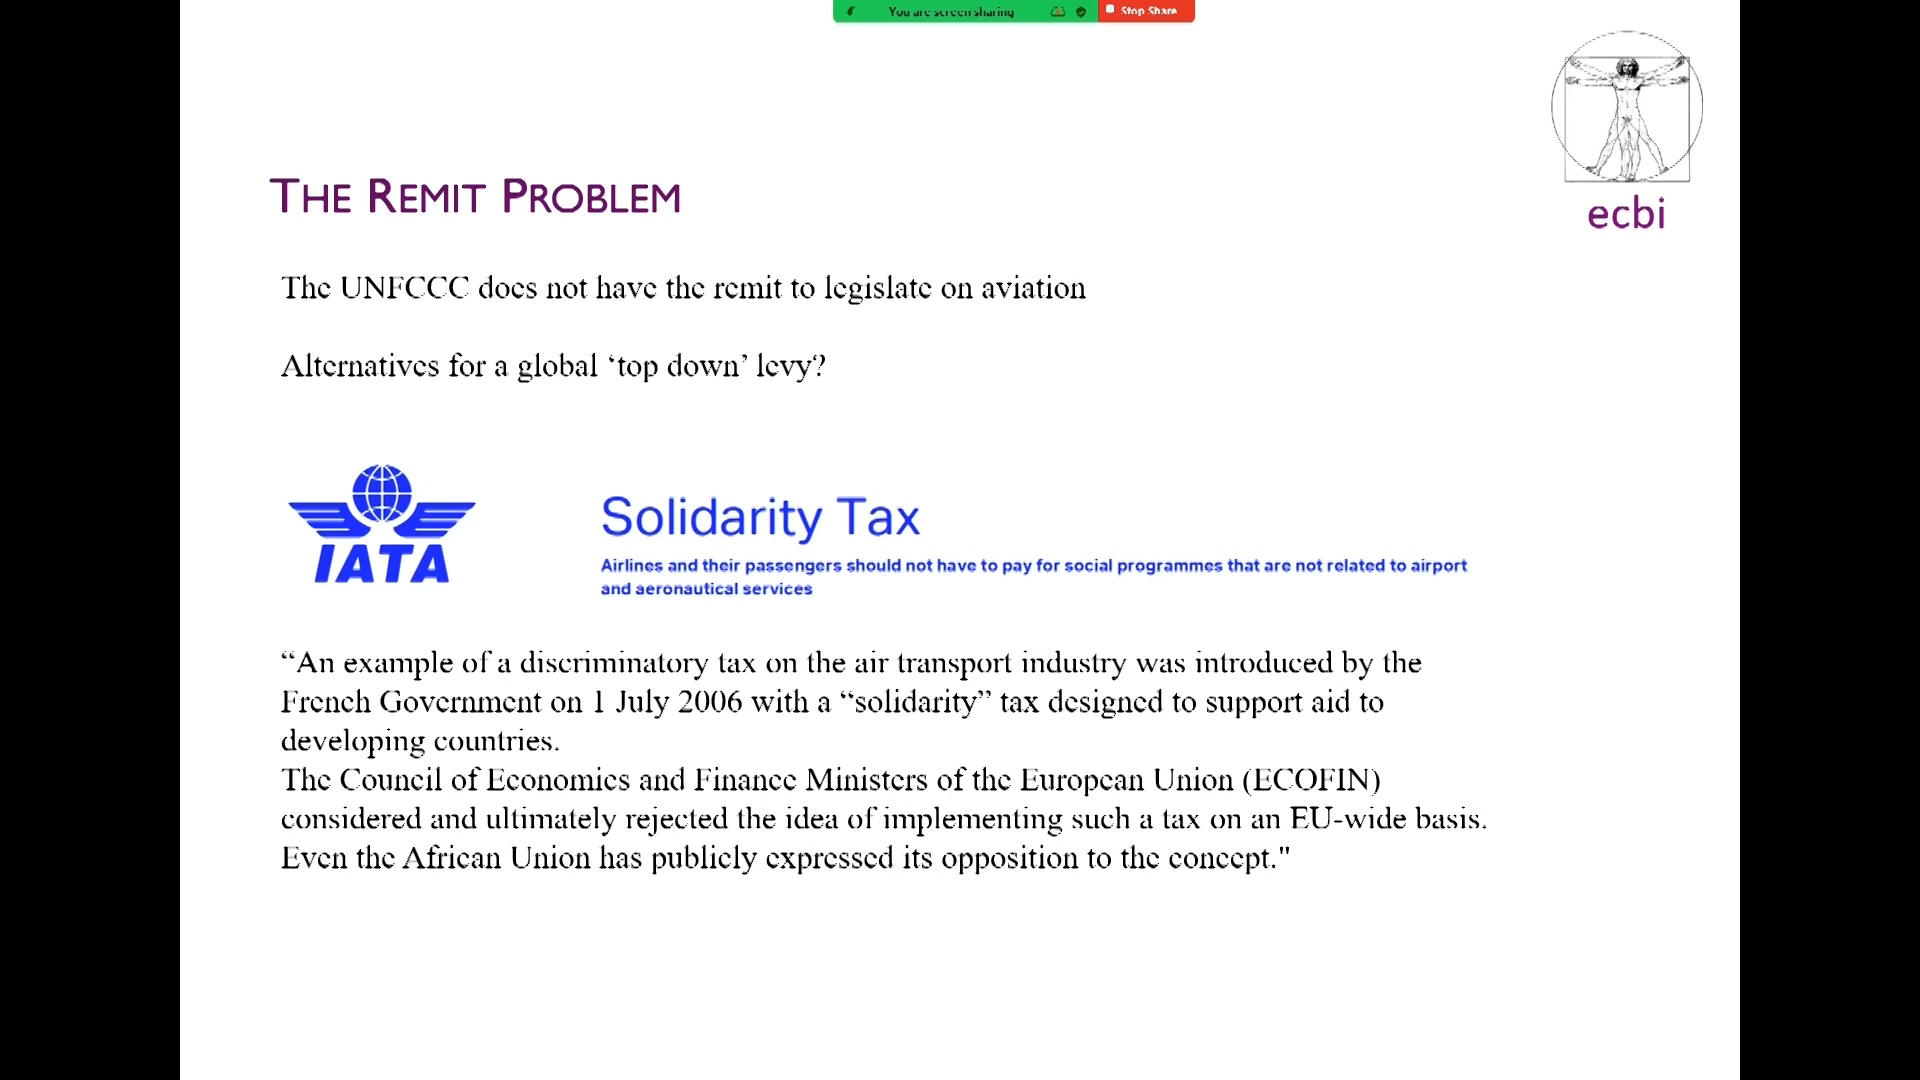 You are screen sharing
Stop Share
ecbi
THE REMIT PROBLEM
The UNFCCC does not have the remit to legislate on aviation
Alternatives for a global ‘top down’ levy?
IATA
Solidarity Tax
Airlines and their passengers should not have to pay for social programmes that are not related to airport
and aeronautical services
“An example of a discriminatory tax on the air transport industry was introduced by the
French Government on 1 July 2006 with a “solidarity” tax designed to support aid to
developing countries.
The Council of Economics and Finance Ministers of the European Union (ECOFIN)
considered and ultimately rejected the idea of implementing such a tax on an EU-wide basis.
Even the African Union has publicly expressed its opposition to the concept."